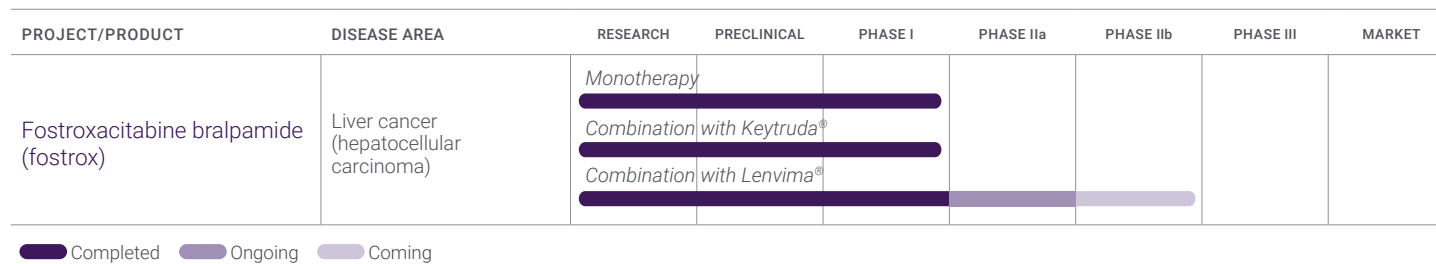 PROJECT/PRODUCT DISEASE AREA RESEARCH PRECLINICAL PHASE I PHASE IIa PHASE IIb PHASE III MARKET
Fostroxacitabine bralpamide
(fostrox)
Liver cancer
(hepatocellular
carcinoma)
Monotherapy
Combination with Keytruda®
Combination with Lenvima®
Completed Ongoing Coming